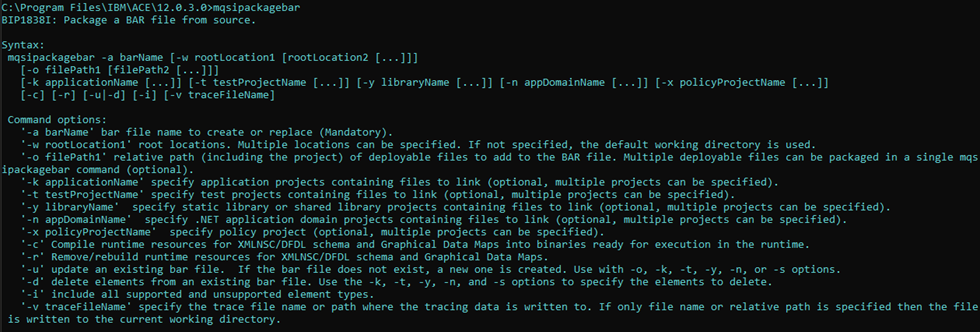 C:\Program Files\IBM\ACE\12.0.3.0>mqsipackagebar
BIP1838I: Package a BAR file from source.

Syntax:
 mqsipackagebar -a barName [-w rootLocation1 [rootLocation2 [...]]]
   [-o filePath1 [filePath2 [...]]]
   [-k applicationName [...]] [-t testProjectName [...]] [-y libraryName [...]] [-n appDomainName [...]] [-x policyProjectName [...]]
   [-c] [-r] [-u|-d] [-i] [-v traceFileName]

 Command options:
   '-a barName' bar file name to create or replace (Mandatory).
   '-w rootLocation1' root locations. Multiple locations can be specified. If not specified, the default working directory is used.
   '-o filePath1' relative path (including the project) of deployable files to add to the BAR file. Multiple deployable files can be packaged in a single mqs
ipackagebar command (optional).
   '-k applicationName' specify application projects containing files to link (optional, multiple projects can be specified).
   '-t testProjectName' specify test projects containing files to link (optional, multiple projects can be specified).
   '-y libraryName'  specify static library or shared library projects containing files to link (optional, multiple projects can be specified).
   '-n appDomainName'  specify .NET application domain projects containing files to link (optional, multiple projects can be specified).
   '-x policyProjectName'  specify policy project (optional, multiple projects can be specified).
   '-c' Compile runtime resources for XMLNSC/DFDL schema and Graphical Data Maps into binaries ready for execution in the runtime.
   '-r' Remove/rebuild runtime resources for XMLNSC/DFDL schema and Graphical Data Maps.
   '-u' update an existing bar file.  If the bar file does not exist, a new one is created. Use with -o, -k, -t, -y, -n, or -s options.
   '-d' delete elements from an existing bar file. Use the -k, -t, -y, -n, and -s options to specify the elements to delete.
   '-i' include all supported and unsupported element types.
   '-v traceFileName' specify the trace file name or path where the tracing data is written to. If only file name or relative path is specified then the file
 is written to the current working directory.